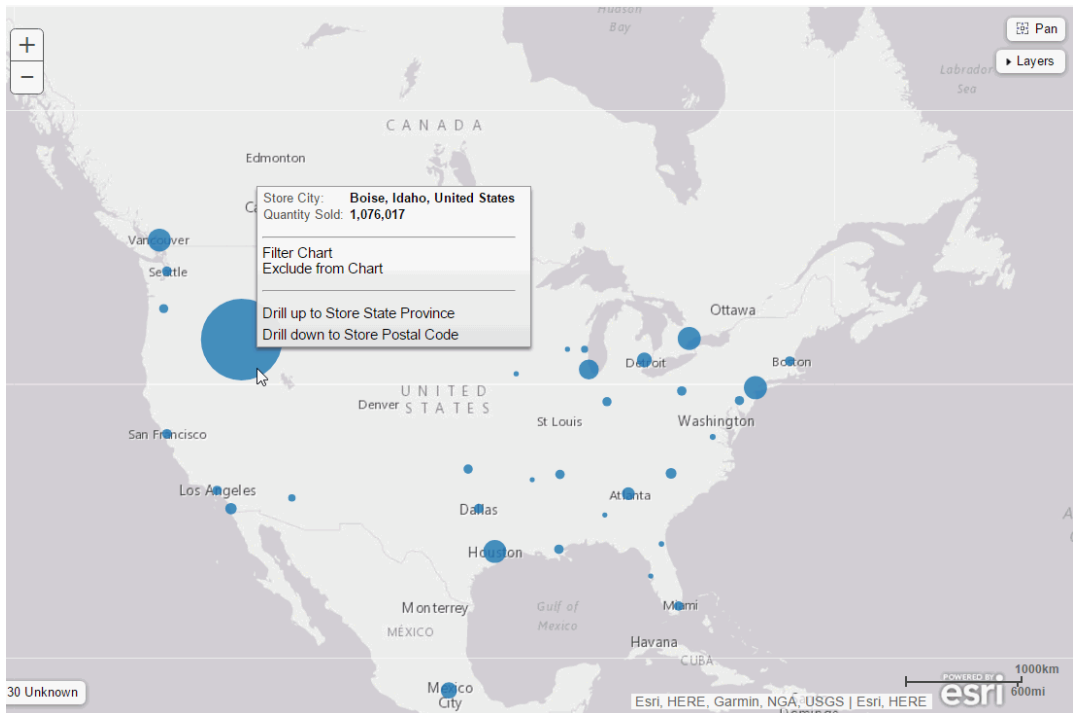 Hudson
Bay
+
−
Pan
Layers
Labrador
Sea
CANADA
Edmonton
Store City: Boise, Idaho, United States
Quantity Sold: 1,076,017
Ca
Filter Chart
Exclude from Chart
Vancouver
Seattle
Drill up to Store State Province
Drill down to Store Postal Code
Ottawa
Detroit
Boston
UNITED
STATES
Denver
St Louis
Washington
San Francisco
Los Angeles
Atlanta
Dallas
Houston
Monterrey
Gulf of
Mexico
Miami
MÉXICO
Havana
CUBA
Mexico
City
30 Unknown
1000km
600mi
POWERED BY
esri
Esri, HERE, Garmin, NGA, USGS | Esri, HERE